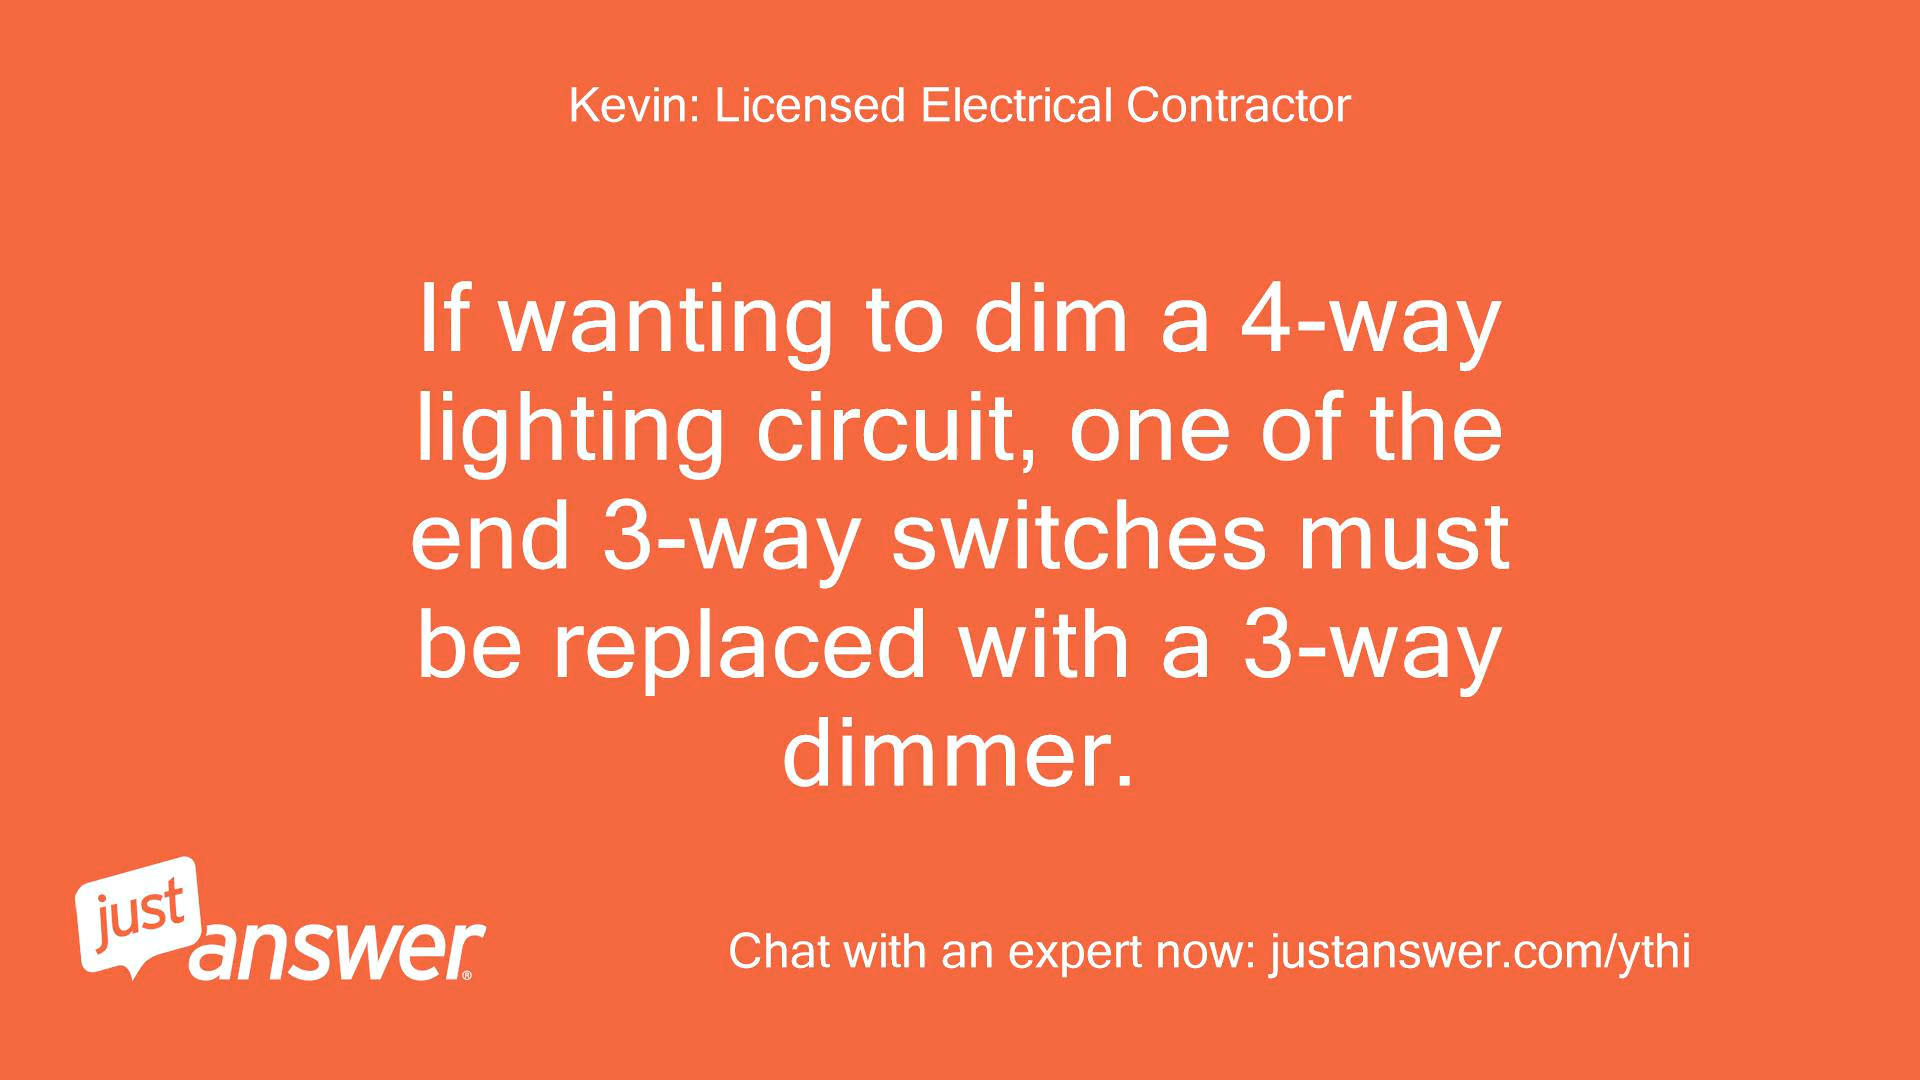 Kevin: Licensed Electrical Contractor
If wanting to dim a 4-way
lighting circuit, one of the
end 3-way switches must
be replaced with a 3-way
dimmer.
just
answer®
Chat with an expert now: justanswer.com/ythi